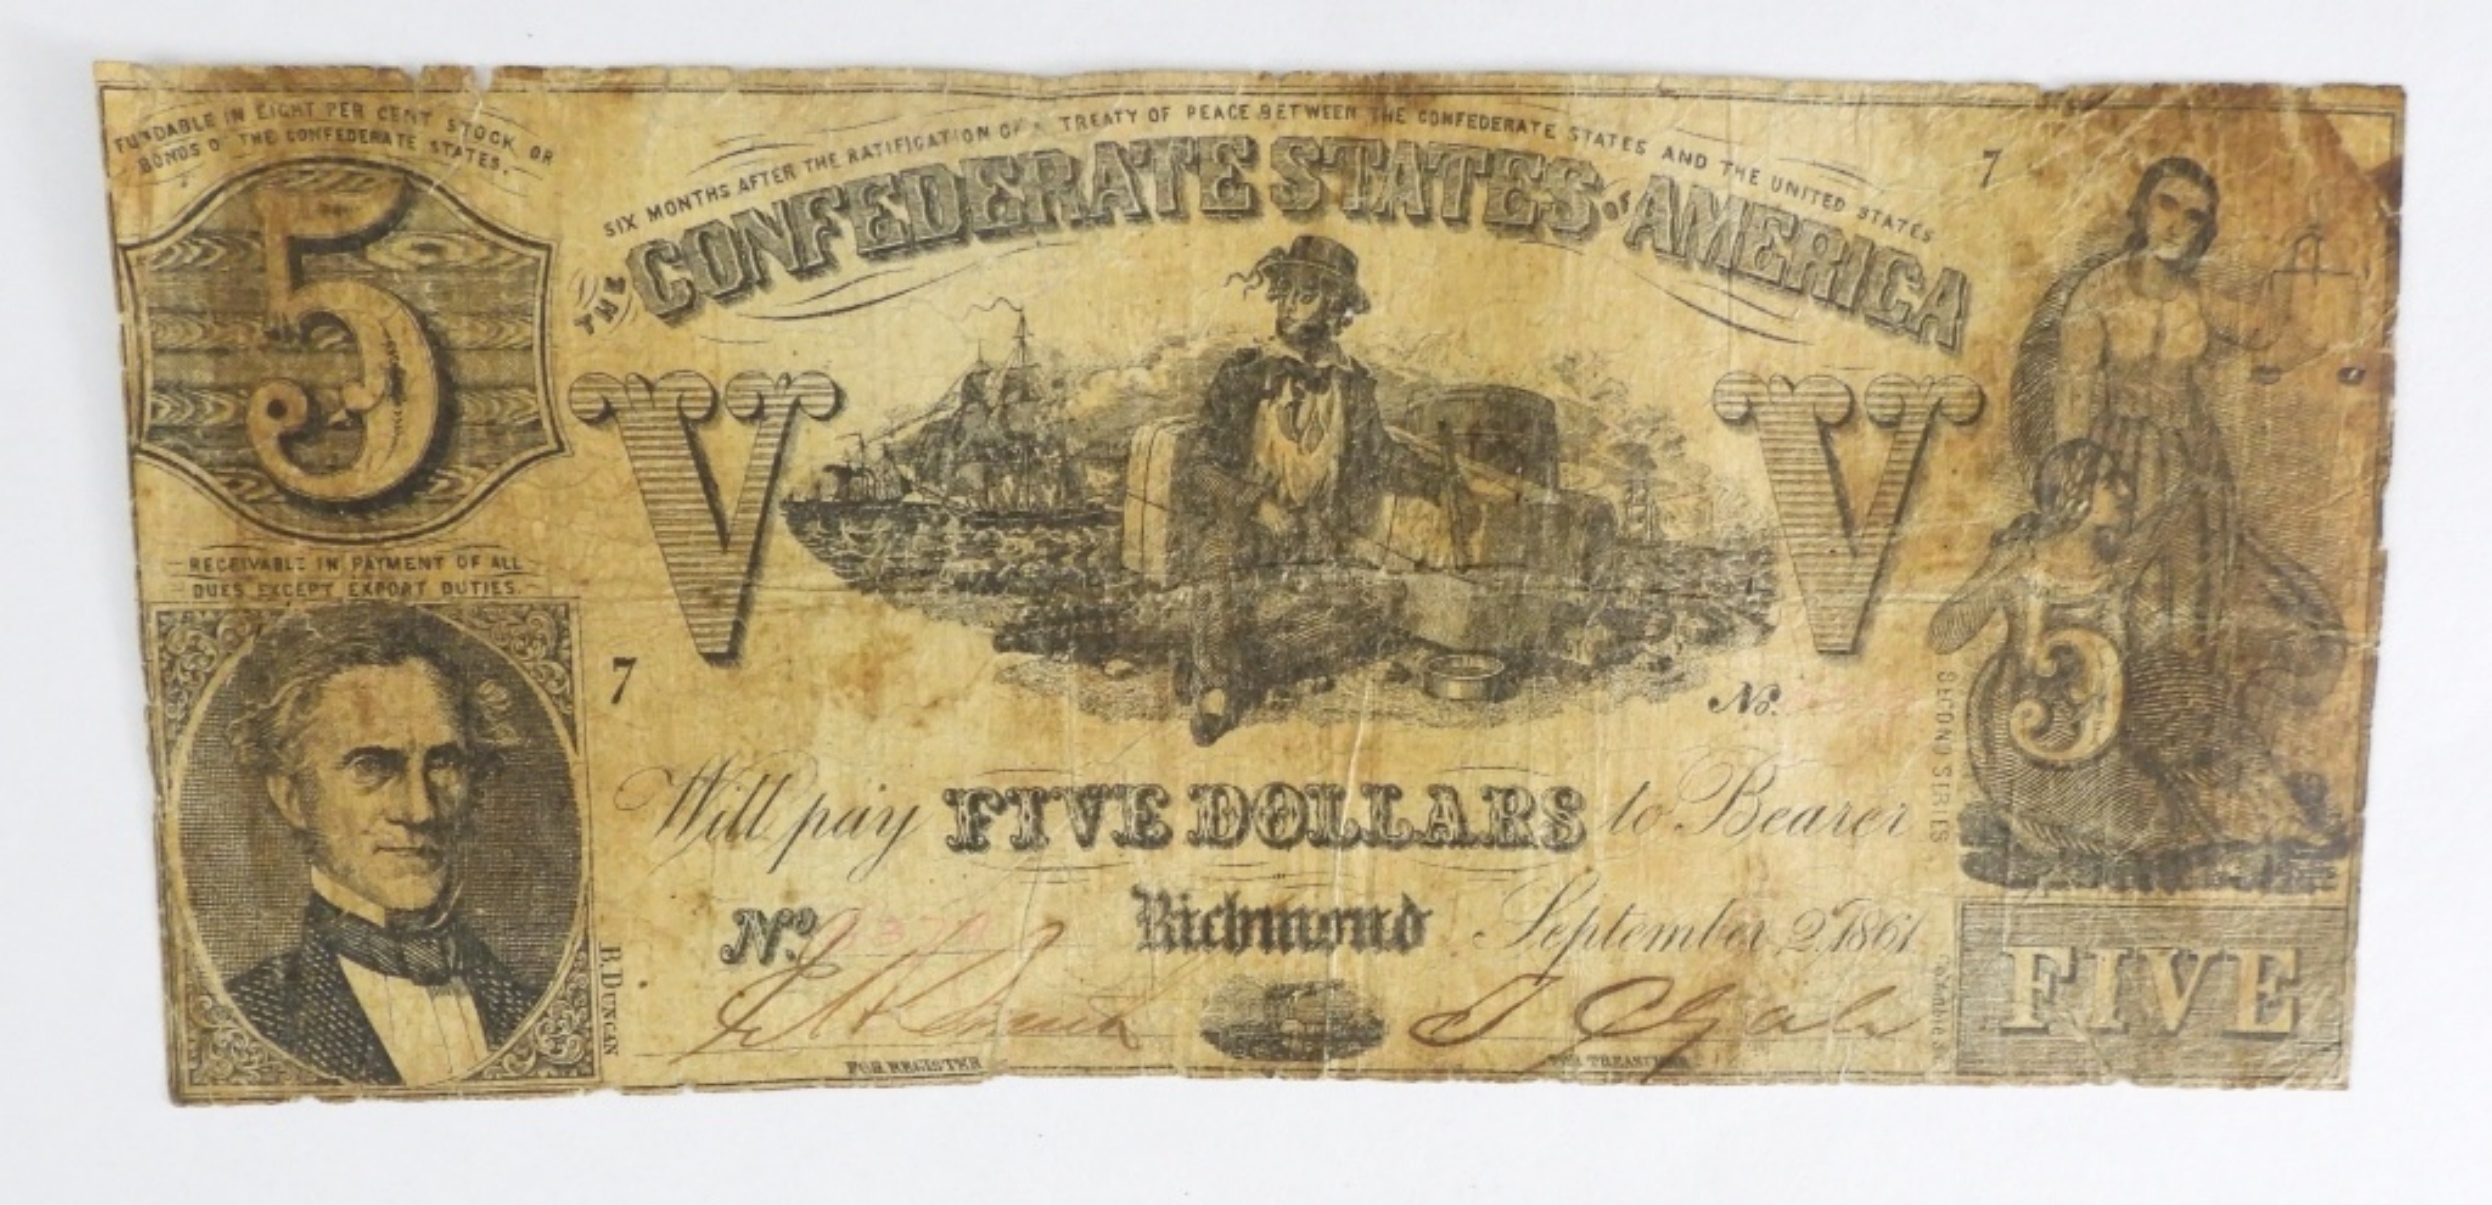 FUNDABLE IN EIGHT PER CENT STOCK OR
BONDS OF THE CONFEDERATE STATES.
SIX MONTHS AFTER THE RATIFICATION OF A TREATY OF PEACE BETWEEN THE CONFEDERATE STATES AND THE UNITED STATES
THE CONFEDERATE STATES OF AMERICA
7
5
V
V
RECEIVABLE IN PAYMENT OF ALL
DUES EXCEPT EXPORT DUTIES.
7
No.
5
SECOND SERIES
Will pay FIVE DOLLARS to Bearer
No.
Richmond September 2, 1861
B. DUNCAN
FOR REGISTER
FOR TREASURER
FIVE